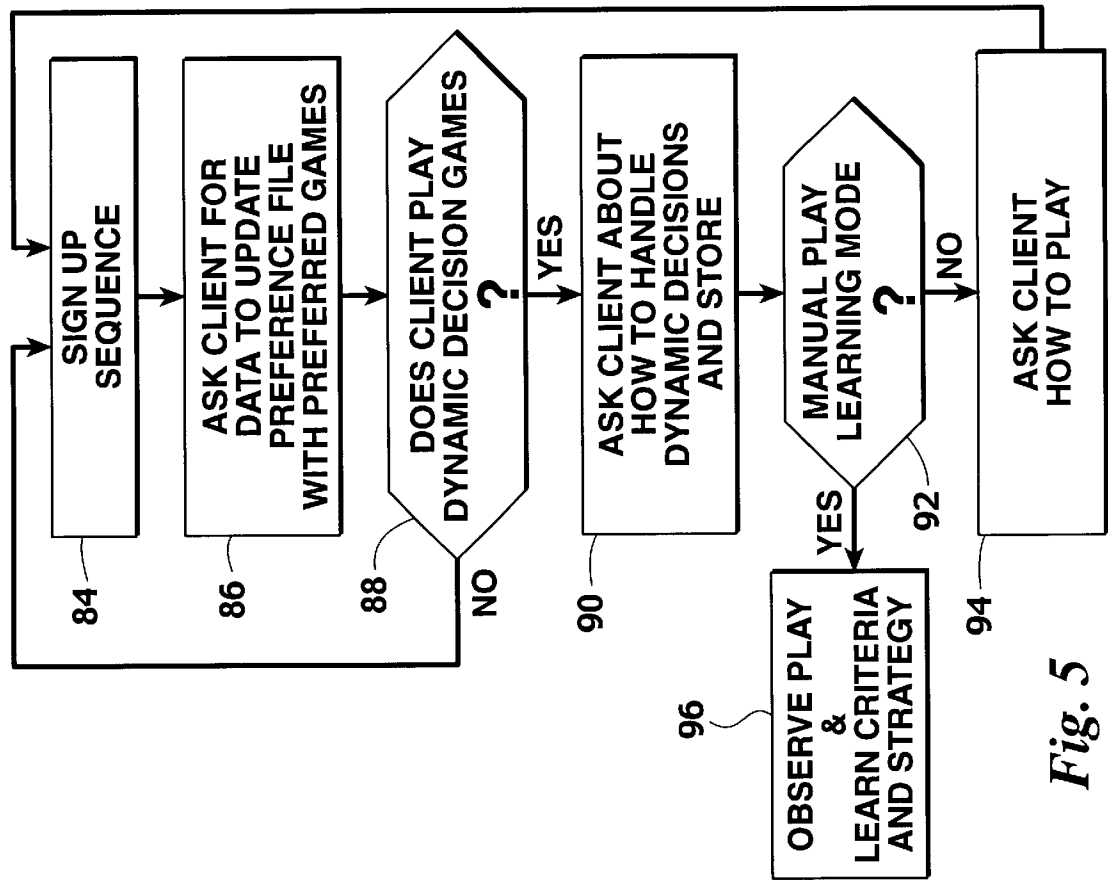 SIGN UP
SEQUENCE
84
ASK CLIENT FOR
DATA TO UPDATE
PREFERENCE FILE
WITH PREFERRED GAMES
86
DOES CLIENT PLAY
DYNAMIC DECISION GAMES
?
88
NO
YES
ASK CLIENT ABOUT
HOW TO HANDLE
DYNAMIC DECISIONS
AND STORE
90
MANUAL PLAY
LEARNING MODE
?
92
YES
NO
OBSERVE PLAY
&
LEARN CRITERIA
AND STRATEGY
96
ASK CLIENT
HOW TO PLAY
94
Fig. 5